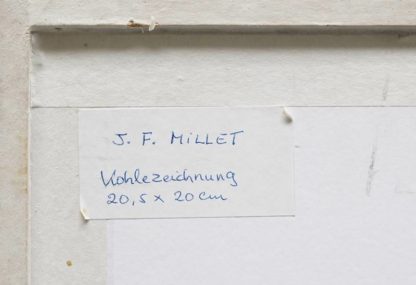 J. F. MiLLET
Kohlezeichnung
20,5 x 20 cm